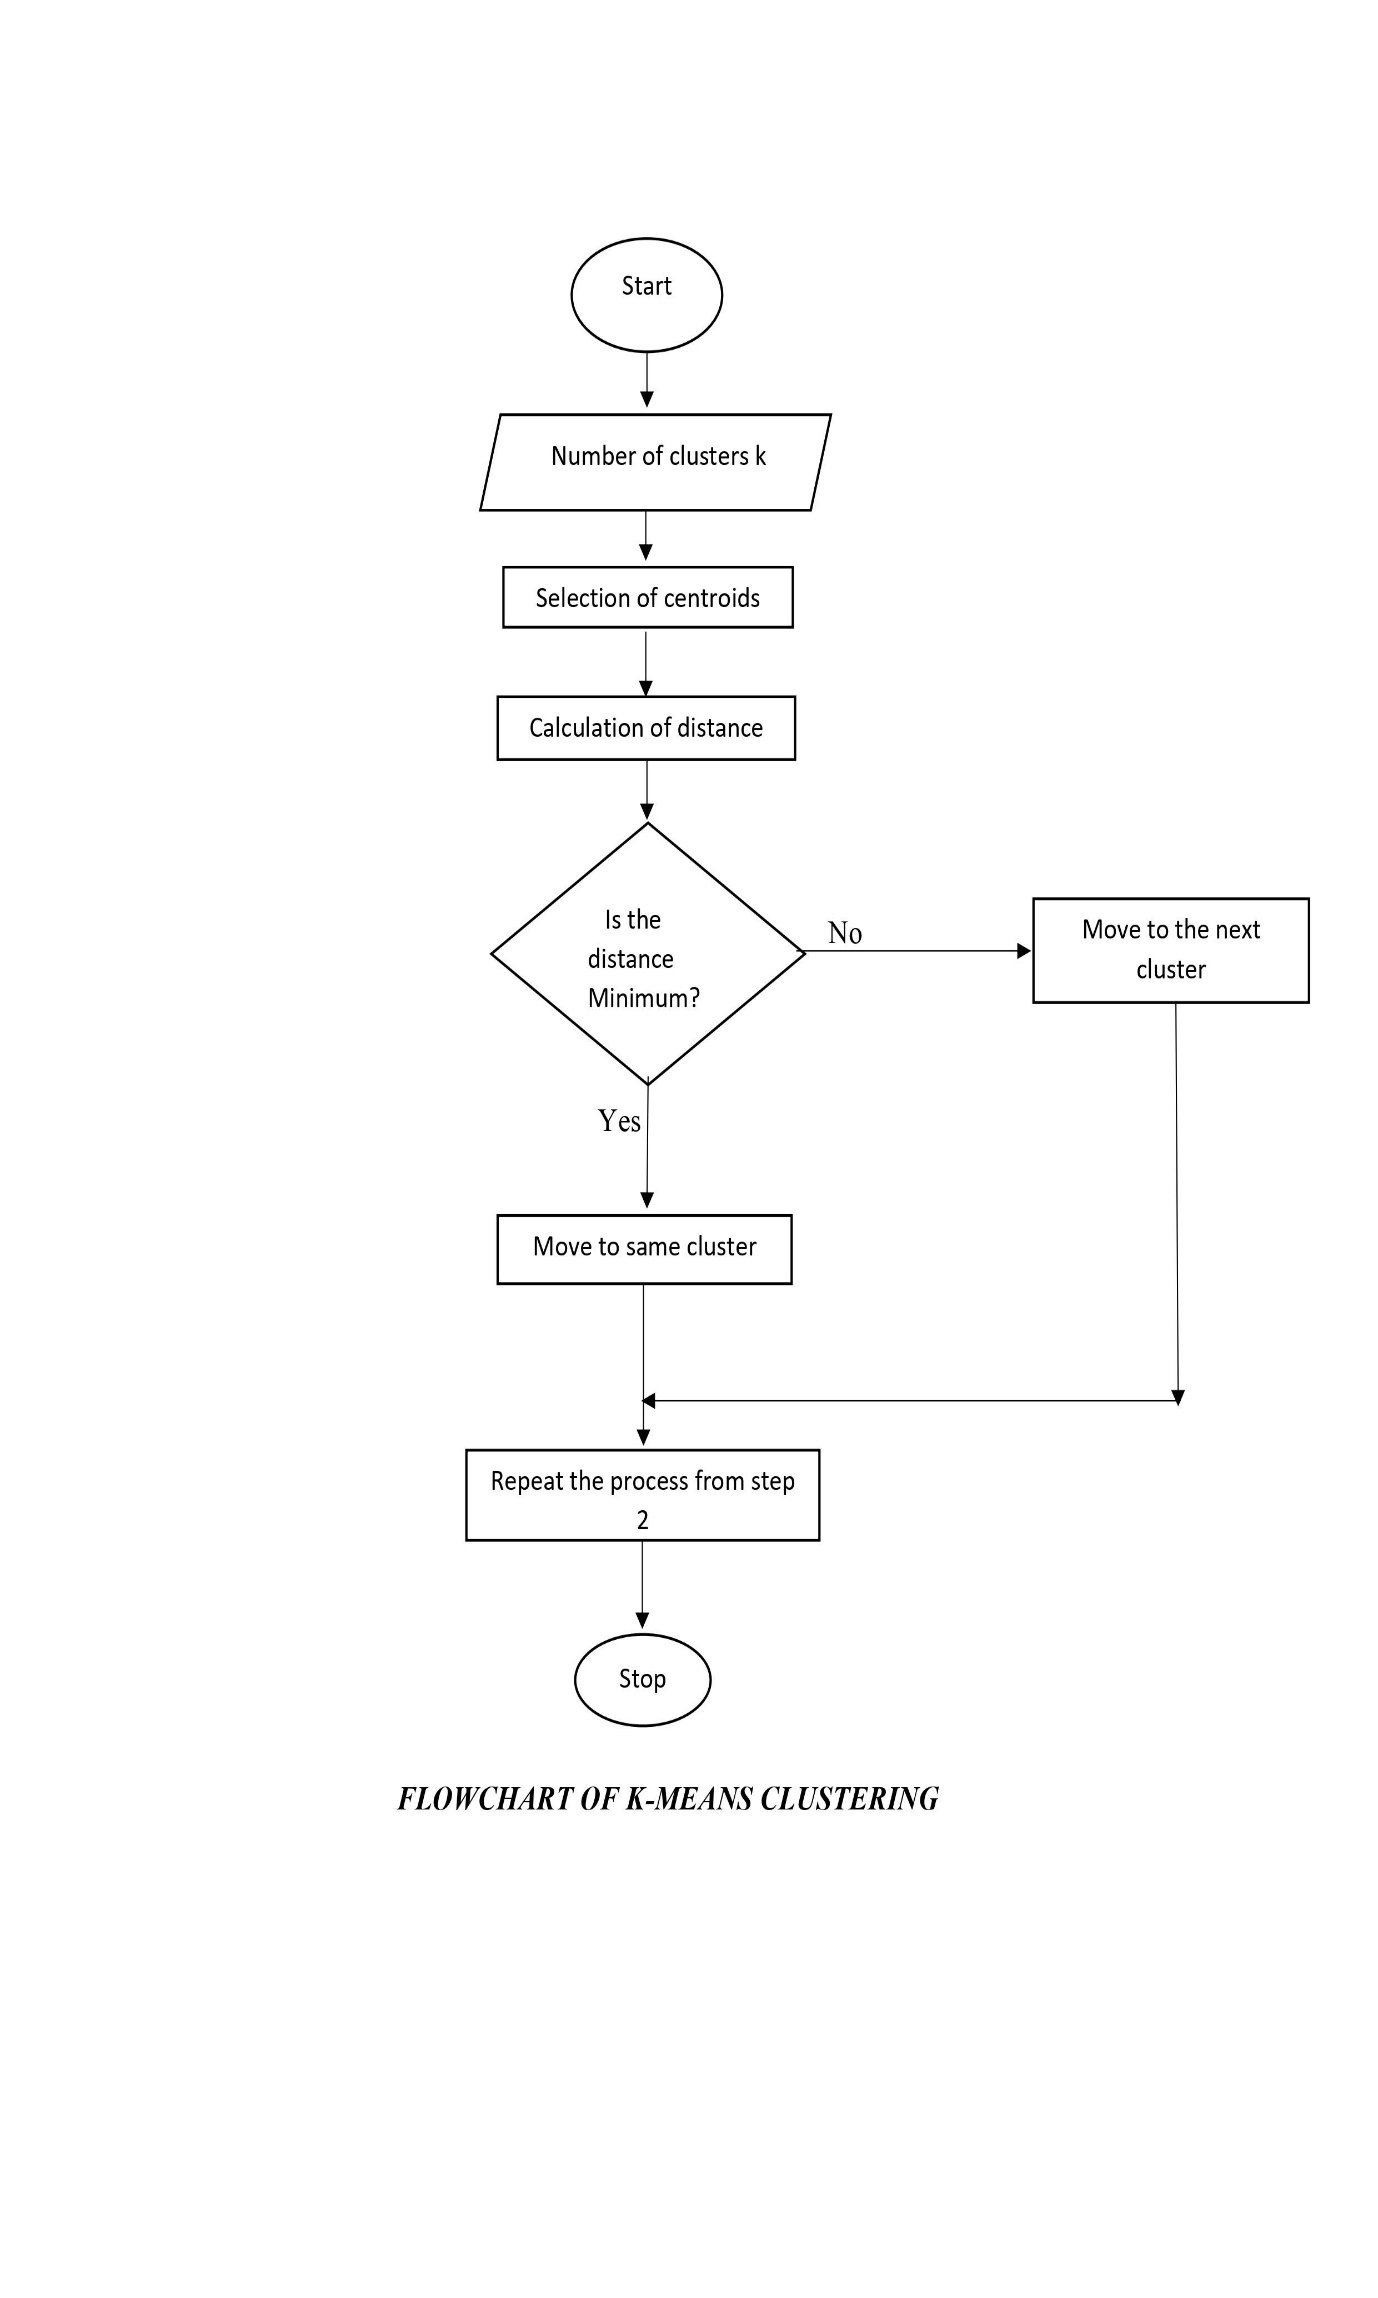 Start
Number of clusters k
Selection of centroids
Calculation of distance
Is the
distance
Minimum?
No
Move to the next
cluster
Yes
Move to same cluster
Repeat the process from step
2
Stop
FLOWCHART OF K-MEANS CLUSTERING